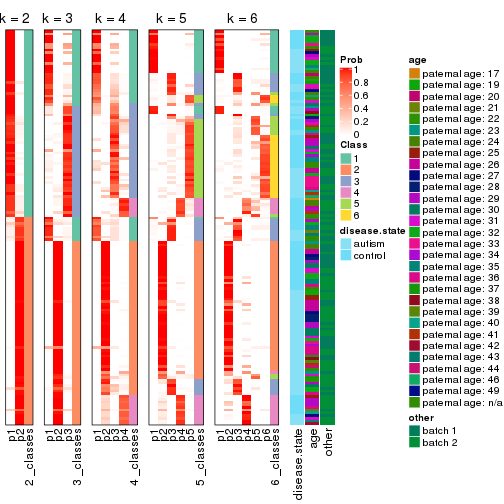 k = 2
k = 3
k = 4
k = 5
k = 6
p1
p2
2_classes
p1
p2
p3
3_classes
p1
p2
p3
p4
4_classes
p1
p2
p3
p4
p5
5_classes
p1
p2
p3
p4
p5
p6
6_classes
disease.state
age
other
Prob
1
0.8
0.6
0.4
0.2
0
Class
1
2
3
4
5
6
disease.state
autism
control
age
paternal age: 17
paternal age: 19
paternal age: 20
paternal age: 21
paternal age: 22
paternal age: 23
paternal age: 24
paternal age: 25
paternal age: 26
paternal age: 27
paternal age: 28
paternal age: 29
paternal age: 30
paternal age: 31
paternal age: 32
paternal age: 33
paternal age: 34
paternal age: 35
paternal age: 36
paternal age: 37
paternal age: 38
paternal age: 39
paternal age: 40
paternal age: 41
paternal age: 42
paternal age: 43
paternal age: 44
paternal age: 46
paternal age: 49
paternal age: n/a
other
batch 1
batch 2